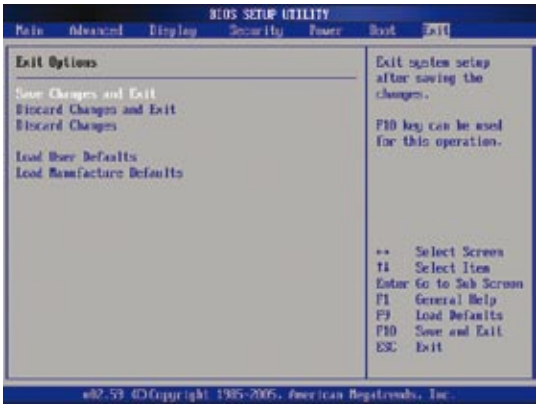 BIOS SETUP UTILITY
Main Advanced Display Security Power Boot Exit
Exit Options
Save Changes and Exit
Discard Changes and Exit
Discard Changes
Load User Defaults
Load Manufacture Defaults
Exit system setup
after saving the
changes.
F10 key can be used
for this operation.
↔ Select Screen
↑↓ Select Item
Enter Go to Sub Screen
F1 General Help
F9 Load Defaults
F10 Save and Exit
ESC Exit
v02.59 (C)Copyright 1985-2005, American Megatrends, Inc.